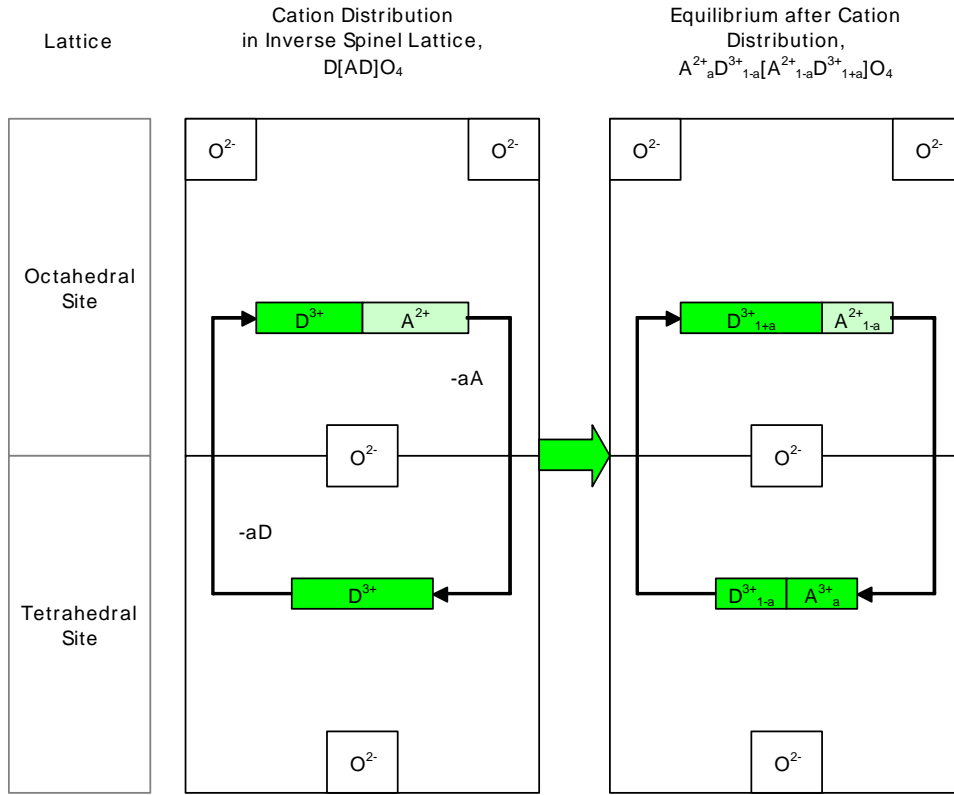 Lattice
Cation Distribution
in Inverse Spinel Lattice,
D[AD]O₄
Equilibrium after Cation
Distribution,
A²⁺ₐD³⁺₁₋ₐ[A²⁺₁₋ₐD³⁺₁₊ₐ]O₄
O²⁻
O²⁻
O²⁻
O²⁻
Octahedral
Site
D³⁺
A²⁺
D³⁺₁₊ₐ
A²⁺₁₋ₐ
-aA
O²⁻
O²⁻
-aD
Tetrahedral
Site
D³⁺
D³⁺₁₋ₐ
A³⁺ₐ
O²⁻
O²⁻